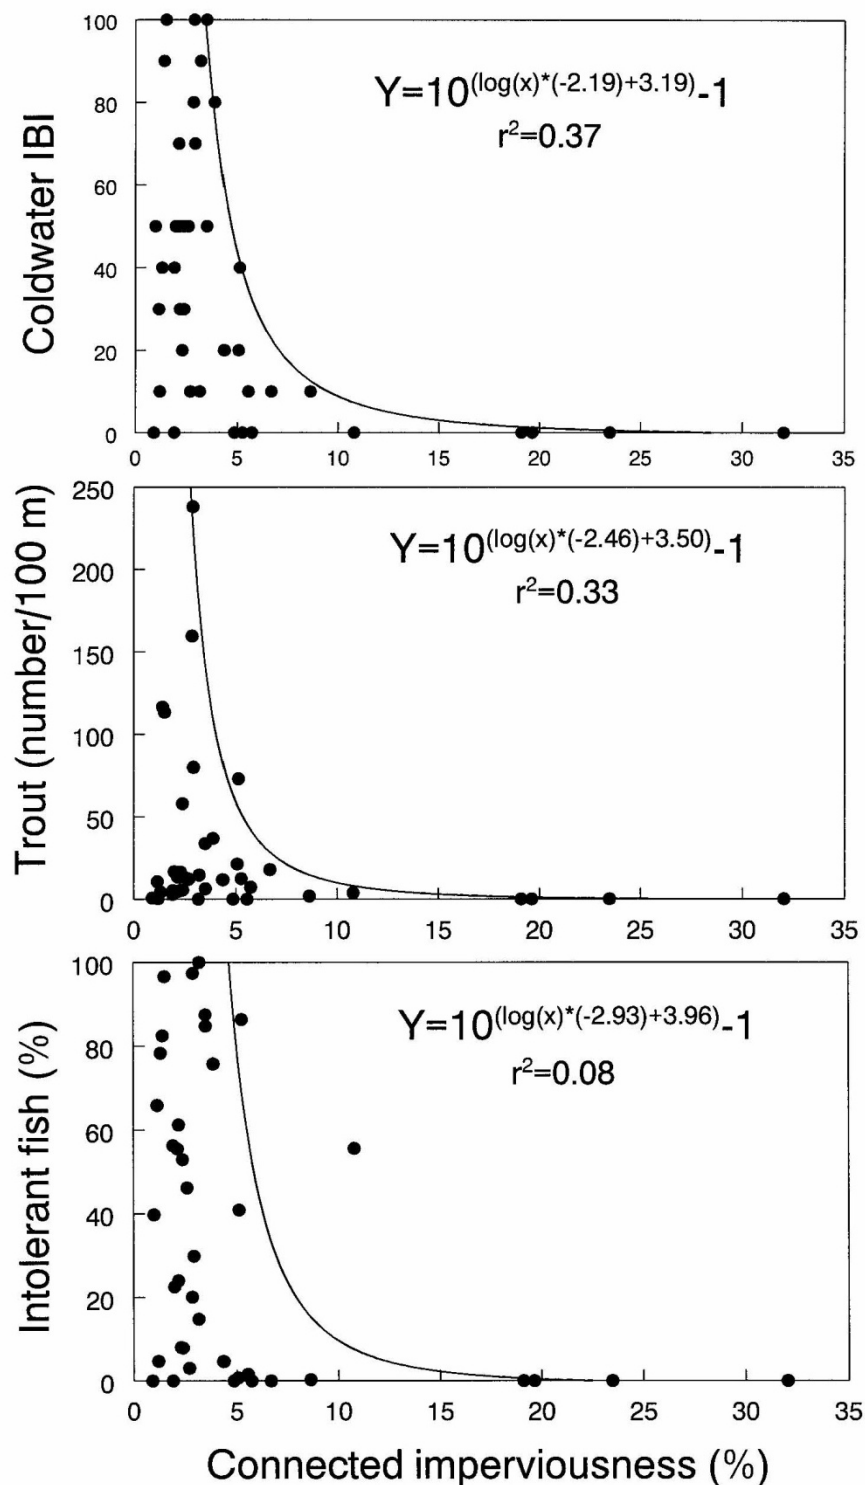 Coldwater IBI
100
80
60
40
20
0
Y=10^(log(x)*(-2.19)+3.19)-1
r²=0.37
0 5 10 15 20 25 30 35
Trout (number/100 m)
250
200
150
100
50
0
Y=10^(log(x)*(-2.46)+3.50)-1
r²=0.33
0 5 10 15 20 25 30 35
Intolerant fish (%)
100
80
60
40
20
0
Y=10^(log(x)*(-2.93)+3.96)-1
r²=0.08
0 5 10 15 20 25 30 35
Connected imperviousness (%)